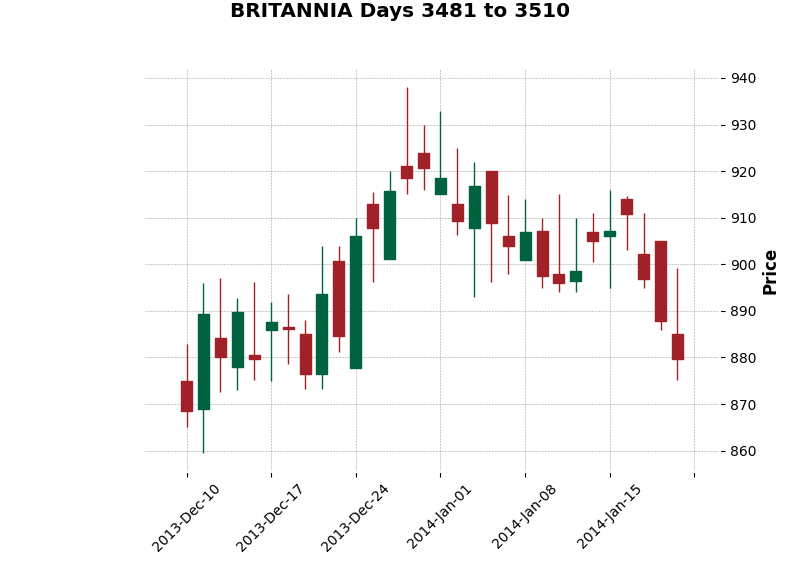 BRITANNIA Days 3481 to 3510
940
930
920
910
900
890
880
870
860
Price
2013-Dec-10
2013-Dec-17
2013-Dec-24
2014-Jan-01
2014-Jan-08
2014-Jan-15